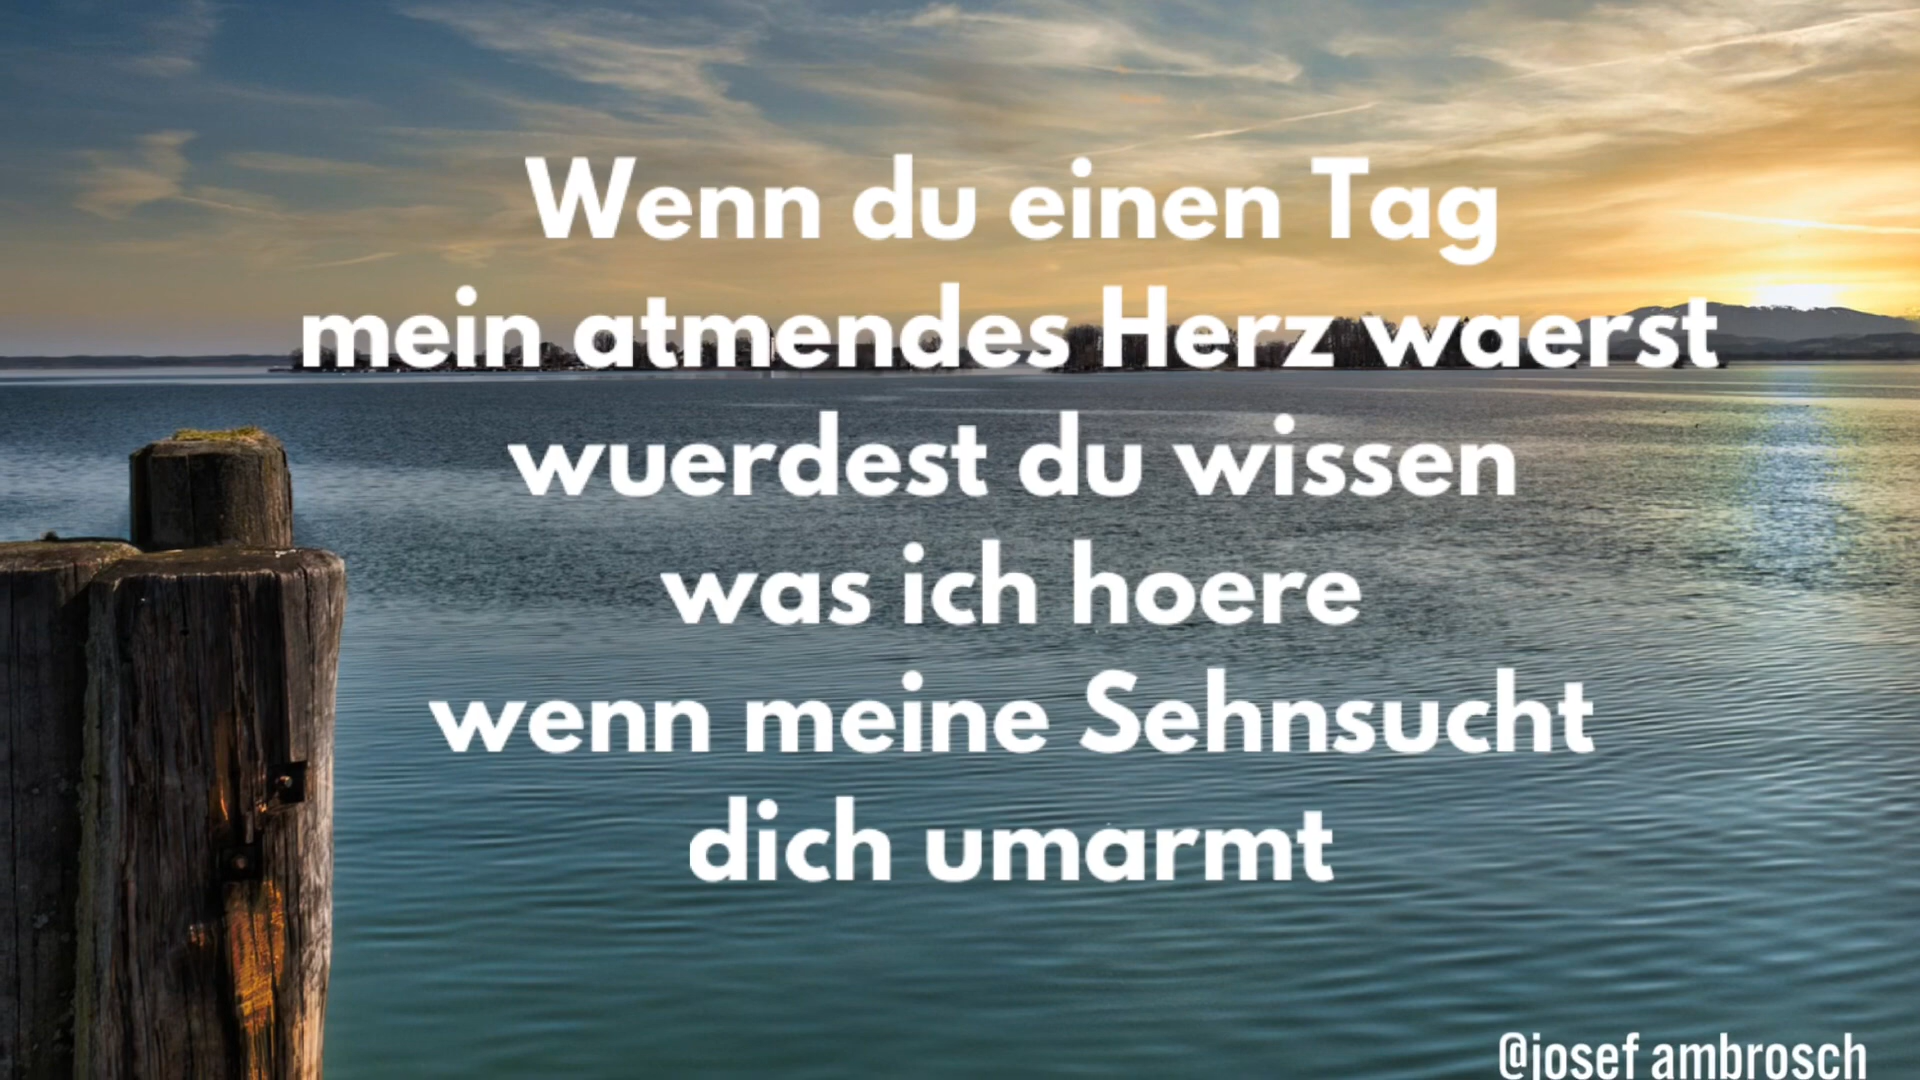 Wenn du einen Tag
mein atmendes Herz waerst
wuerdest du wissen
was ich hoere
wenn meine Sehnsucht
dich umarmt
@josef ambrosch